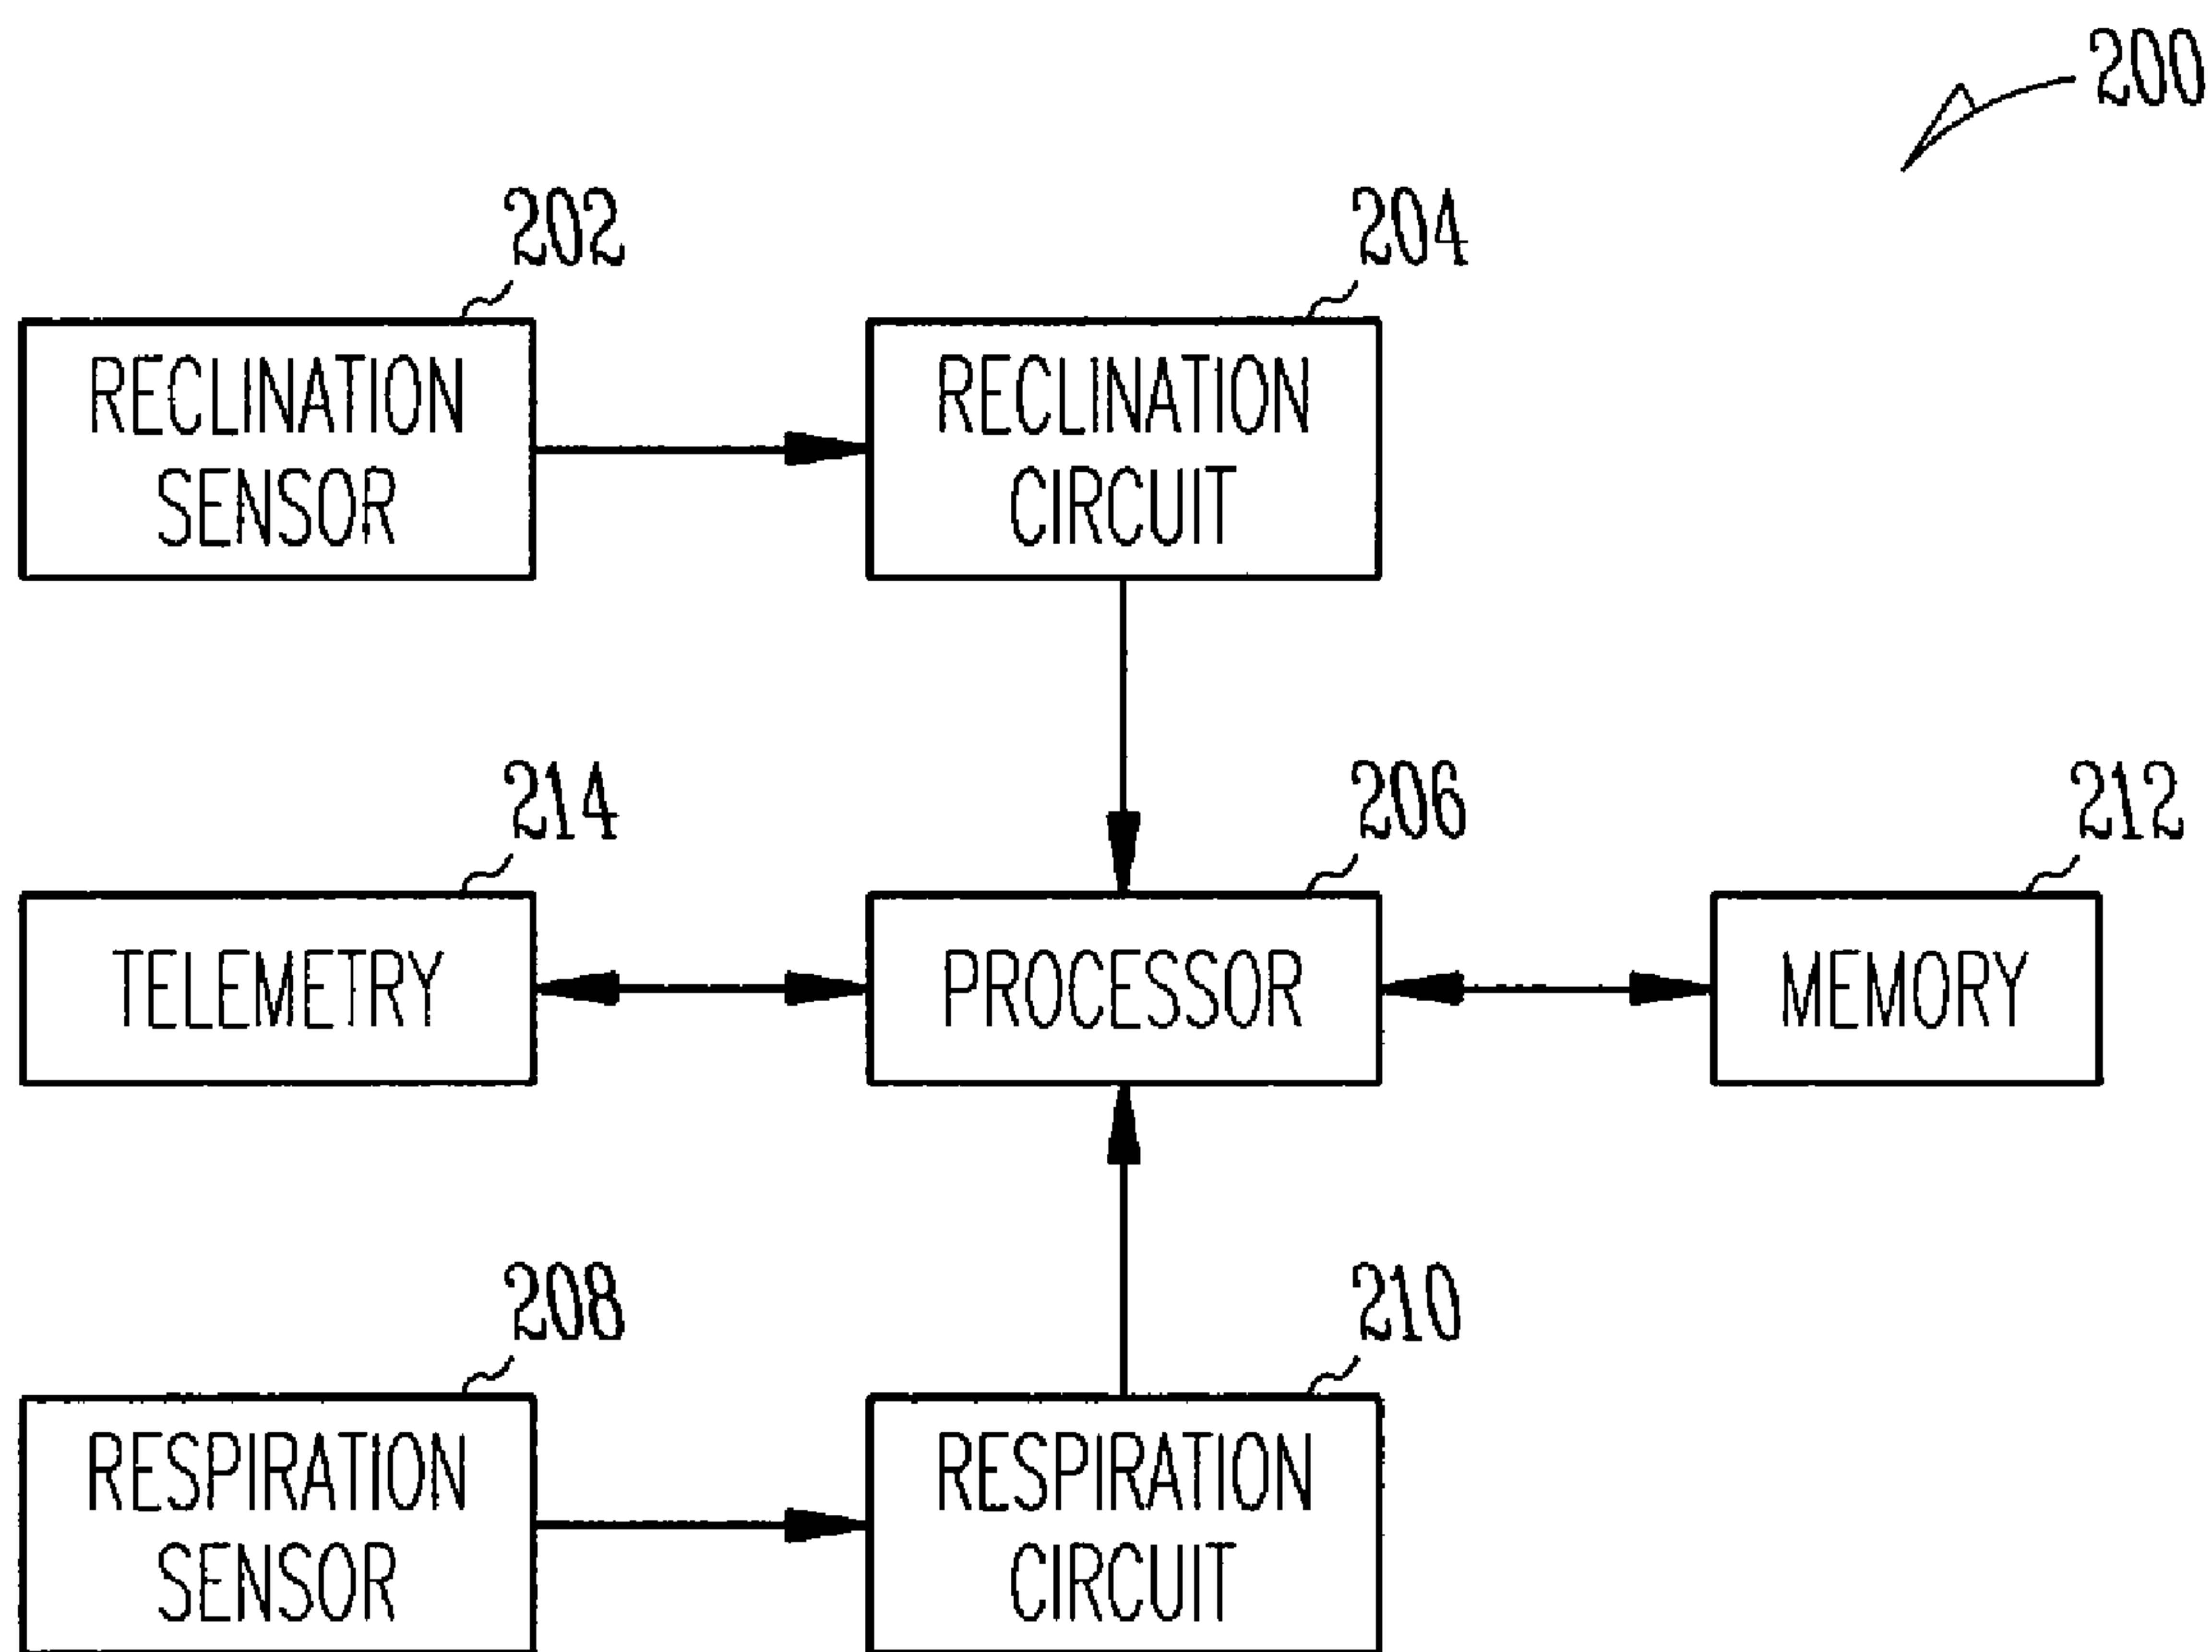 200
202
204
RECLINATION
SENSOR
RECLINATION
CIRCUIT
214
206
212
TELEMETRY
PROCESSOR
MEMORY
208
210
RESPIRATION
SENSOR
RESPIRATION
CIRCUIT